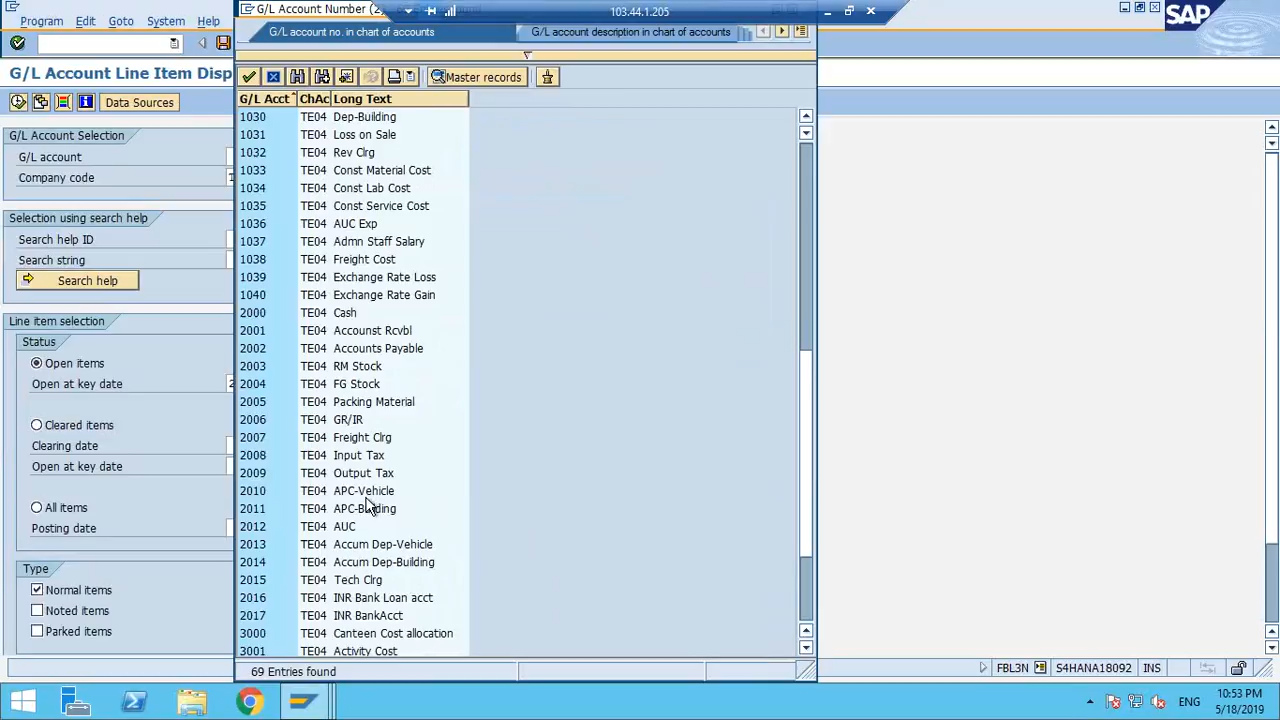 G/L Account Number (2)
103.44.1.205
Program Edit Goto System Help
SAP
G/L account no. in chart of accounts
G/L account description in chart of accounts
G/L Account Line Item Disp
Master records
Data Sources
G/L Acct ChAc Long Text
G/L Account Selection
G/L account
Company code
Selection using search help
Search help ID
Search string
Search help
Line item selection
Status
Open items
Open at key date
2
Cleared items
Clearing date
Open at key date
All items
Posting date
Type
Normal items
Noted items
Parked items
1030 TE04 Dep-Building
1031 TE04 Loss on Sale
1032 TE04 Rev Clrg
1033 TE04 Const Material Cost
1034 TE04 Const Lab Cost
1035 TE04 Const Service Cost
1036 TE04 AUC Exp
1037 TE04 Admn Staff Salary
1038 TE04 Freight Cost
1039 TE04 Exchange Rate Loss
1040 TE04 Exchange Rate Gain
2000 TE04 Cash
2001 TE04 Accounst Rcvbl
2002 TE04 Accounts Payable
2003 TE04 RM Stock
2004 TE04 FG Stock
2005 TE04 Packing Material
2006 TE04 GR/IR
2007 TE04 Freight Clrg
2008 TE04 Input Tax
2009 TE04 Output Tax
2010 TE04 APC-Vehicle
2011 TE04 APC-Building
2012 TE04 AUC
2013 TE04 Accum Dep-Vehicle
2014 TE04 Accum Dep-Building
2015 TE04 Tech Clrg
2016 TE04 INR Bank Loan acct
2017 TE04 INR BankAcct
3000 TE04 Canteen Cost allocation
3001 TE04 Activity Cost
69 Entries found
FBL3N S4HANA18092 INS
ENG
10:53 PM
5/18/2019